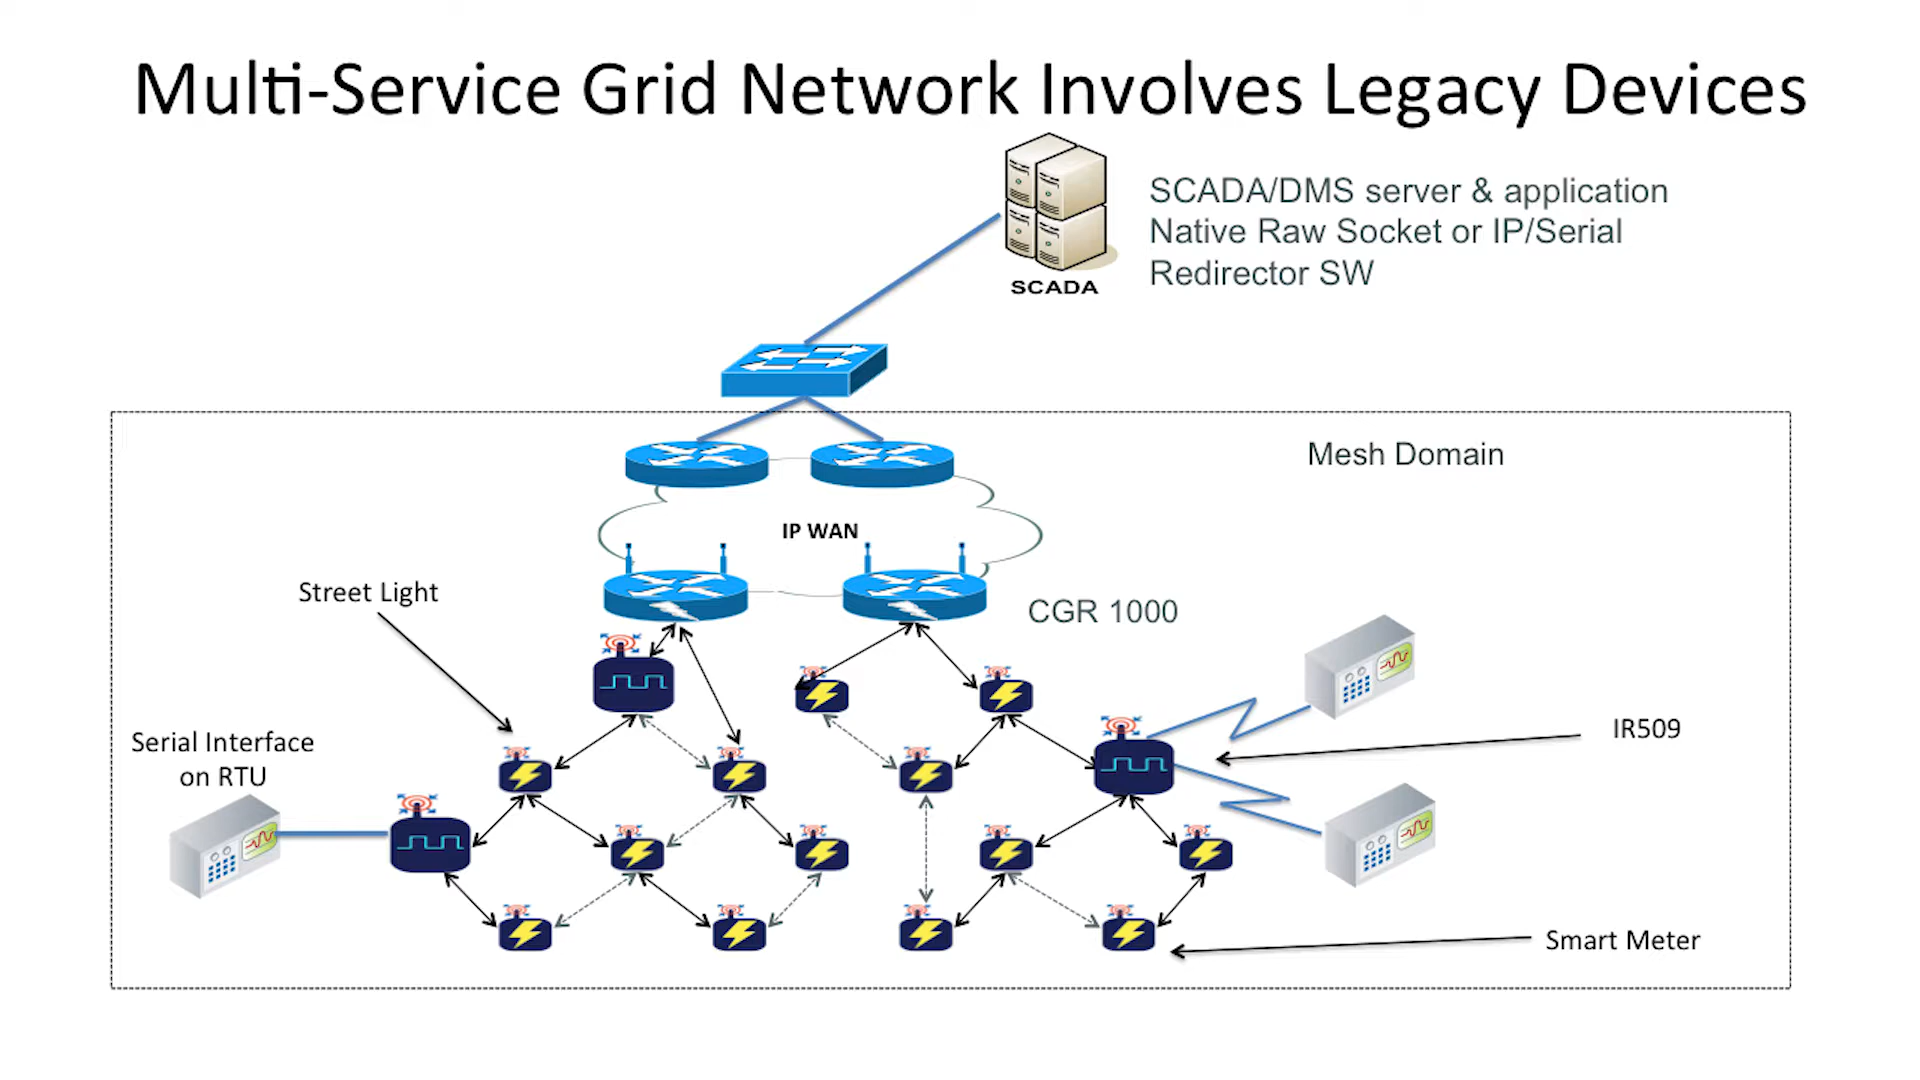 Multi-Service Grid Network Involves Legacy Devices
SCADA/DMS server & application
Native Raw Socket or IP/Serial
Redirector SW
SCADA
Mesh Domain
IP WAN
Street Light
CGR 1000
Serial Interface
on RTU
IR509
Smart Meter